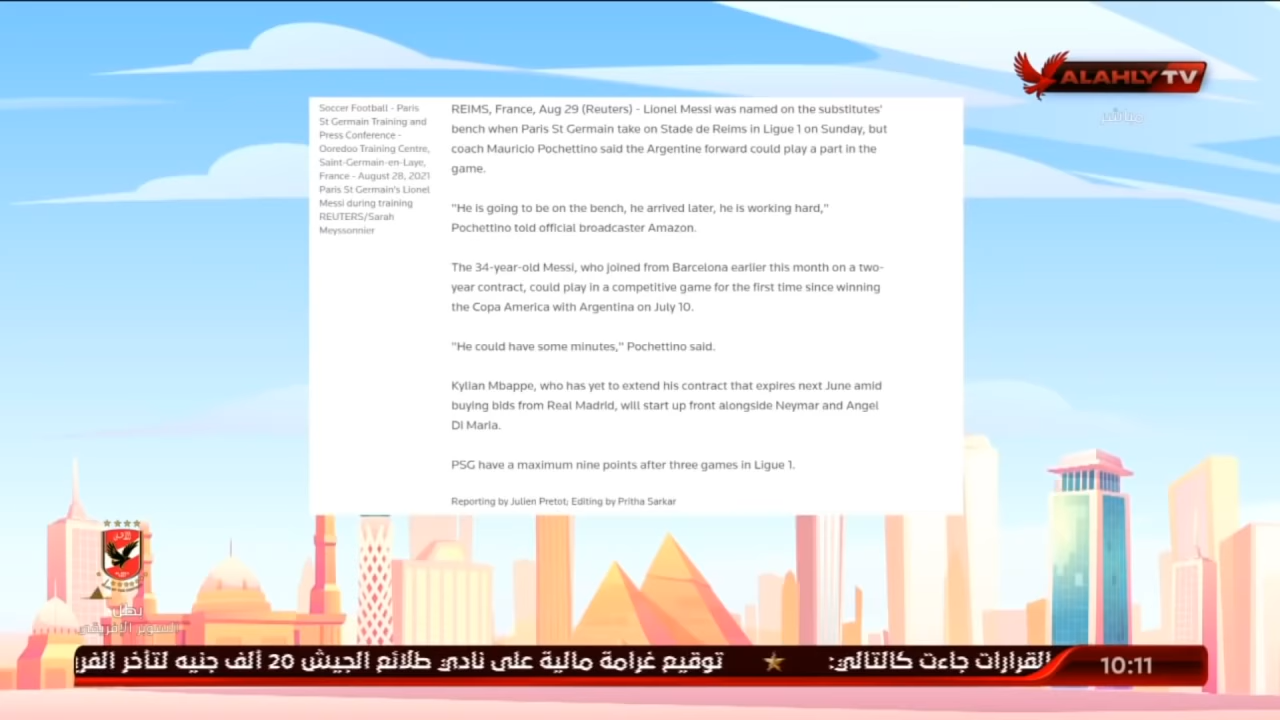 ALAHLY TV
مباشر
Soccer Football - Paris
St Germain Training and
Press Conference -
Ooredoo Training Centre,
Saint-Germain-en-Laye,
France - August 28, 2021
Paris St Germain's Lionel
Messi during training
REUTERS/Sarah
Meyssonnier
REIMS, France, Aug 29 (Reuters) - Lionel Messi was named on the substitutes'
bench when Paris St Germain take on Stade de Reims in Ligue 1 on Sunday, but
coach Mauricio Pochettino said the Argentine forward could play a part in the
game.
"He is going to be on the bench, he arrived later, he is working hard,"
Pochettino told official broadcaster Amazon.
The 34-year-old Messi, who joined from Barcelona earlier this month on a two-
year contract, could play in a competitive game for the first time since winning
the Copa America with Argentina on July 10.
"He could have some minutes," Pochettino said.
Kylian Mbappe, who has yet to extend his contract that expires next June amid
buying bids from Real Madrid, will start up front alongside Neymar and Angel
Di Maria.
PSG have a maximum nine points after three games in Ligue 1.
Reporting by Julien Pretot; Editing by Pritha Sarkar
بطل
السوبر الإفريقي
القرارات جاءت كالتالي: ★ توقيع غرامة مالية على نادي طلائع الجيش 20 ألف جنيه لتأخر الفري
10:11